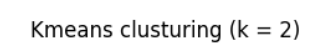 Kmeans clusturing (k = 2)